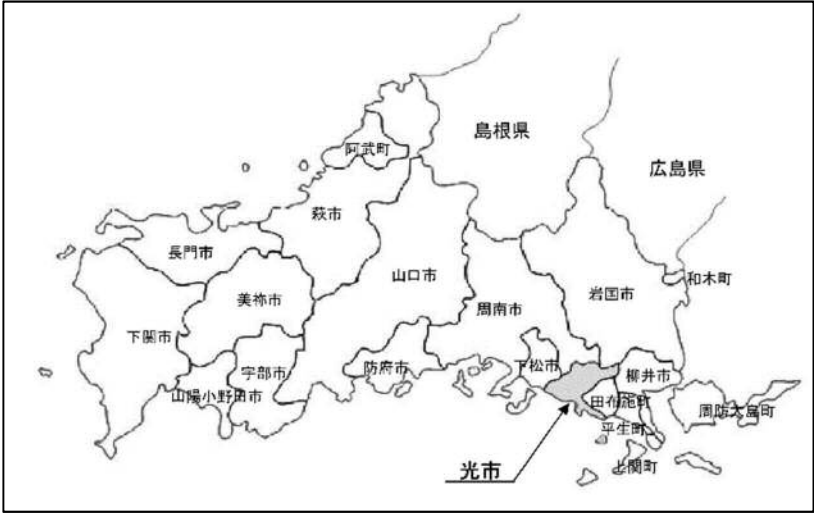 島根県
阿武町
広島県
萩市
長門市
山口市
和木町
美祢市
岩国市
周南市
下関市
宇部市
防府市
下松市
柳井市
山陽小野田市
田布施町
周防大島町
平生町
上関町
光市